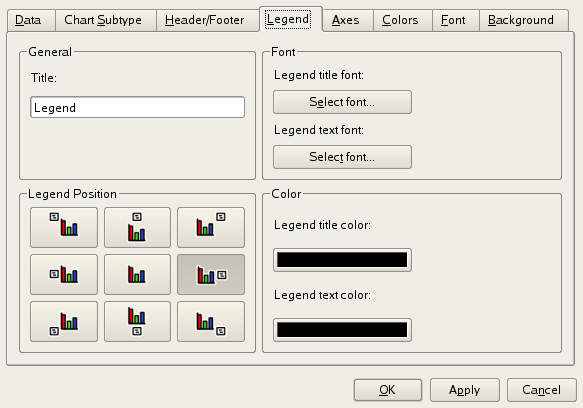 Data Chart Subtype Header/Footer Legend Axes Colors Font Background
General
Title:
Legend
Font
Legend title font:
Select font...
Legend text font:
Select font...
Legend Position
Color
Legend title color:
Legend text color:
OK Apply Cancel